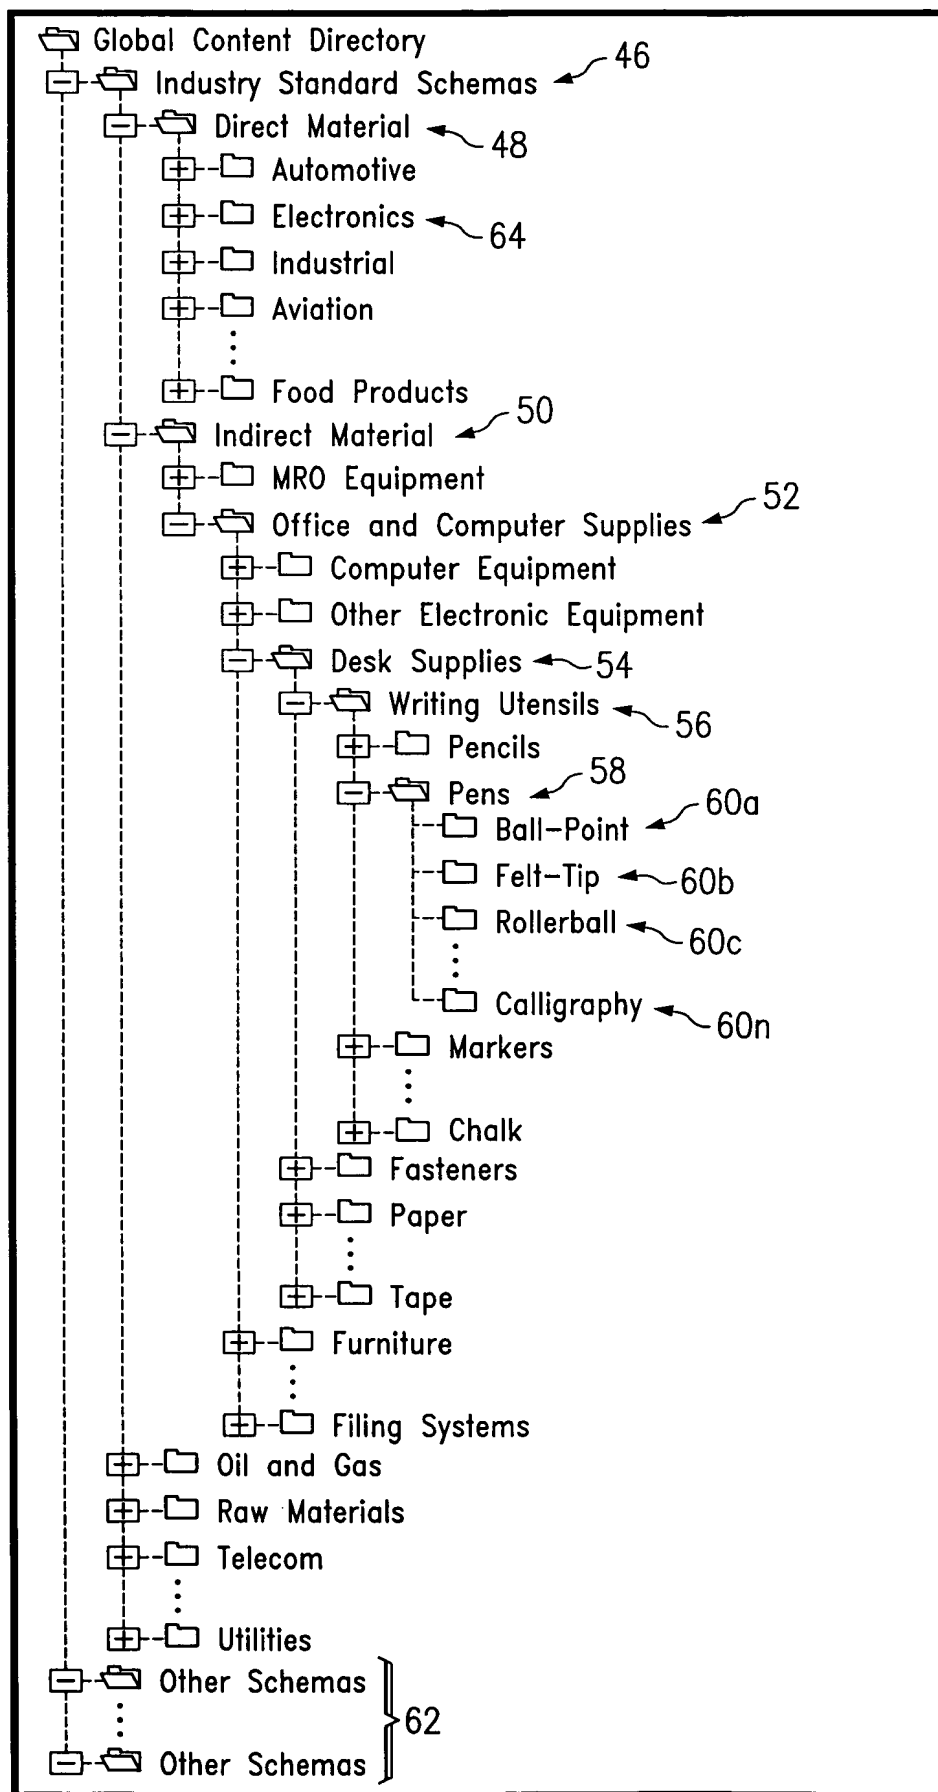 Global Content Directory
Industry Standard Schemas 46
Direct Material 48
Automotive
Electronics 64
Industrial
Aviation
Food Products
Indirect Material 50
MRO Equipment
Office and Computer Supplies 52
Computer Equipment
Other Electronic Equipment
Desk Supplies 54
Writing Utensils 56
Pencils
Pens 58
Ball-Point 60a
Felt-Tip 60b
Rollerball 60c
Calligraphy 60n
Markers
Chalk
Fasteners
Paper
Tape
Furniture
Filing Systems
Oil and Gas
Raw Materials
Telecom
Utilities
Other Schemas
62
Other Schemas